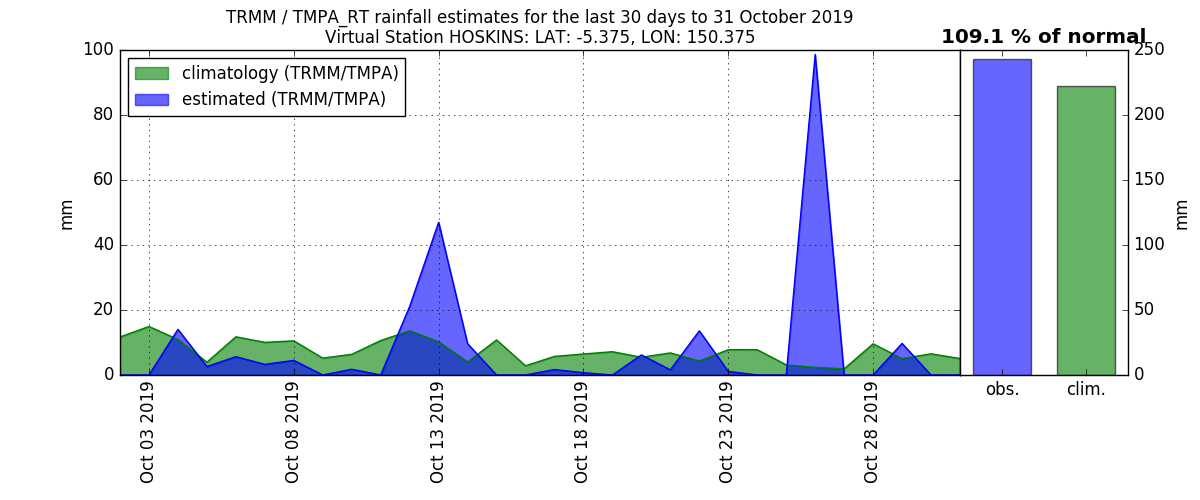 TRMM / TMPA_RT rainfall estimates for the last 30 days to 31 October 2019
Virtual Station HOSKINS: LAT: -5.375, LON: 150.375
109.1 % of normal
climatology (TRMM/TMPA)
estimated (TRMM/TMPA)
100
80
60
40
20
0
mm
Oct 03 2019
Oct 08 2019
Oct 13 2019
Oct 18 2019
Oct 23 2019
Oct 28 2019
obs.
clim.
250
200
150
100
50
0
mm